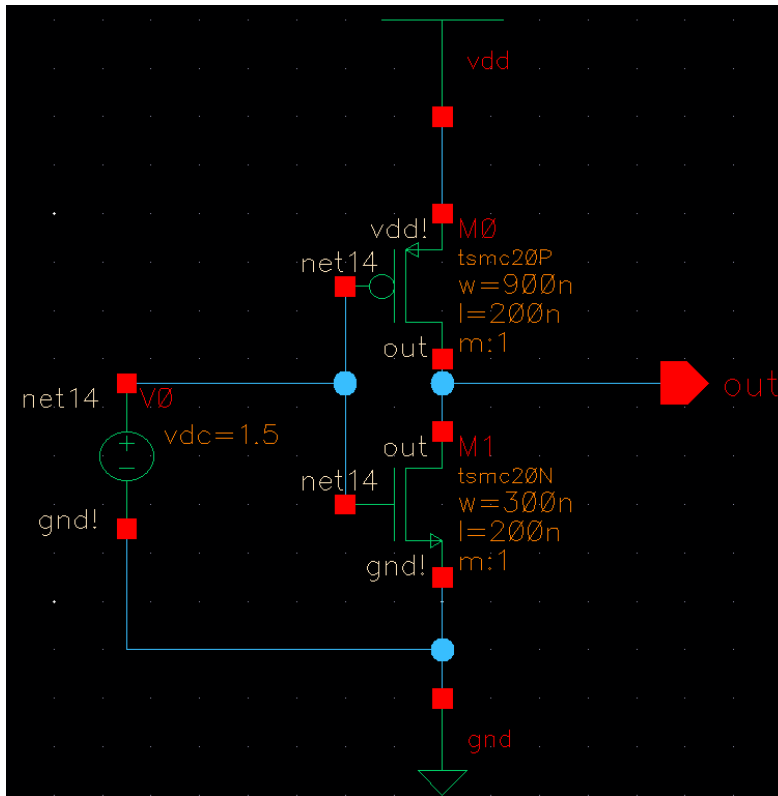 vdd
vdd!
M0
net14
tsmc20P
w=900n
l=200n
m:1
out
net14
V0
out
vdc=1.5
out
M1
net14
tsmc20N
w=300n
l=200n
m:1
gnd!
gnd!
gnd